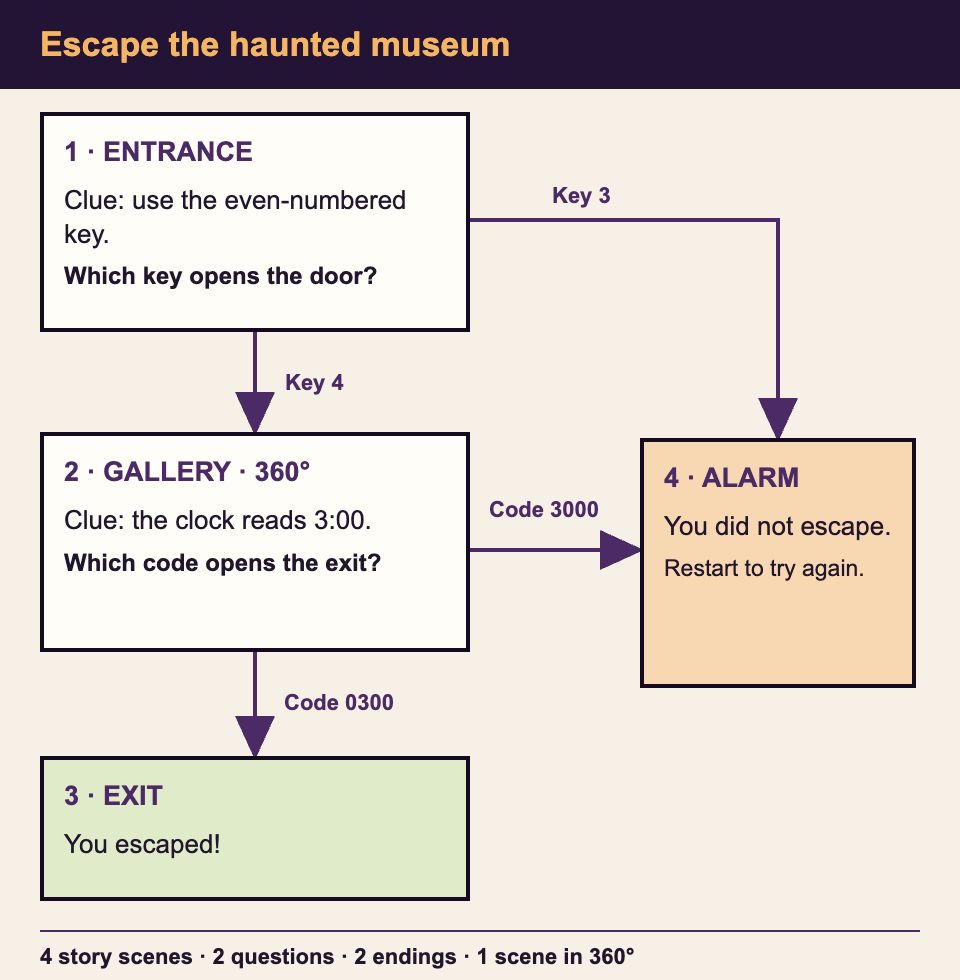 Escape the haunted museum
1 · ENTRANCE
Clue: use the even-numbered
key.
Which key opens the door?
Key 3
Key 4
2 · GALLERY · 360°
Clue: the clock reads 3:00.
Which code opens the exit?
Code 3000
4 · ALARM
You did not escape.
Restart to try again.
Code 0300
3 · EXIT
You escaped!
4 story scenes · 2 questions · 2 endings · 1 scene in 360°